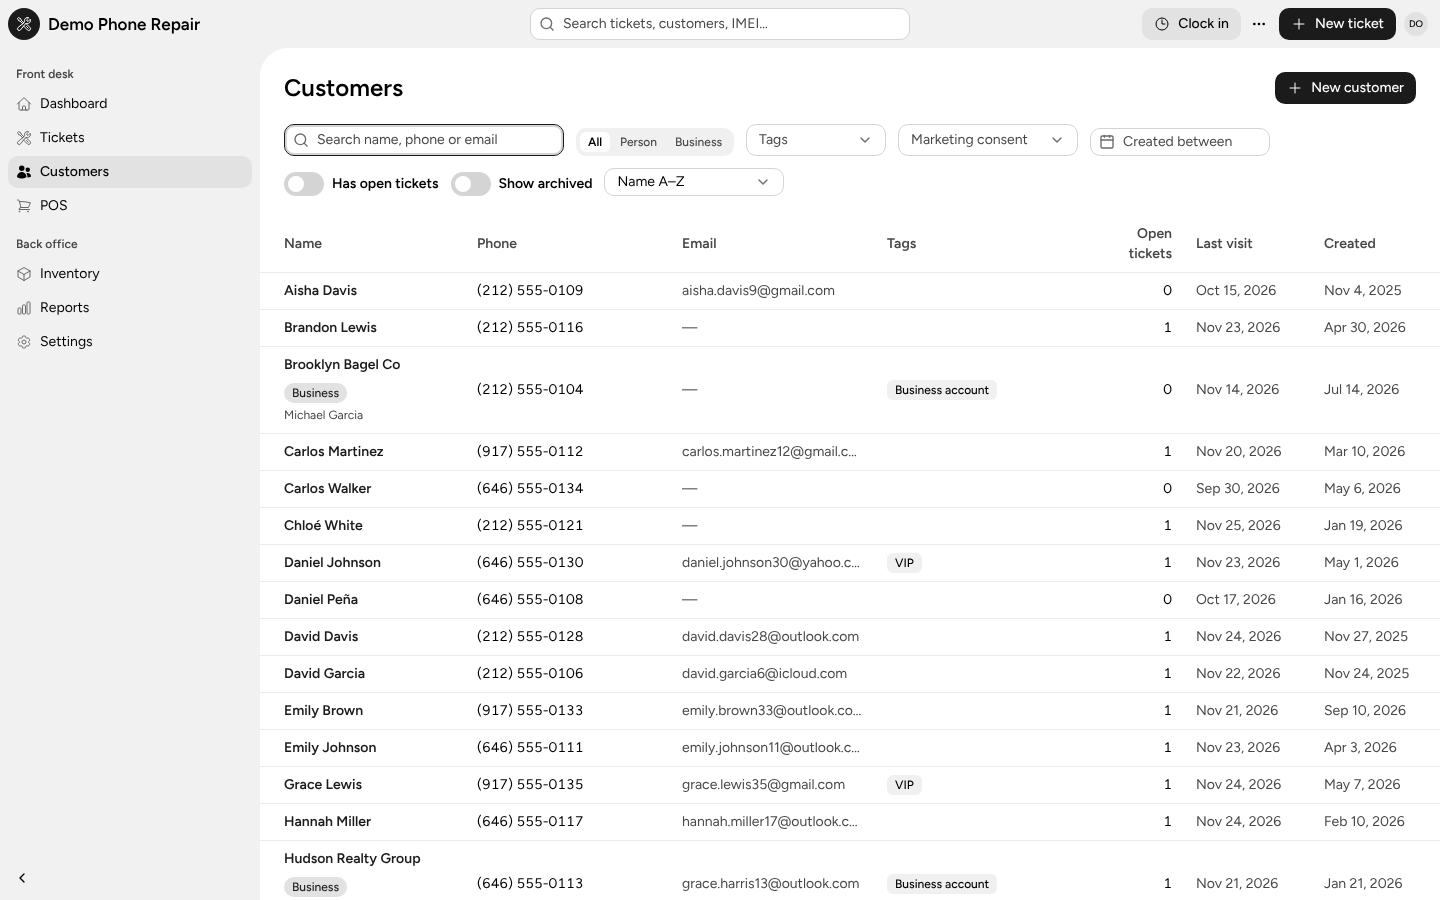 Demo Phone Repair
Search tickets, customers, IMEI...
Clock in
New ticket
DO
Front desk
Dashboard
Tickets
Customers
POS
Back office
Inventory
Reports
Settings
Customers
New customer
Search name, phone or email
All Person Business
Tags
Marketing consent
Created between
Has open tickets
Show archived
Name A–Z
Name Phone Email Tags Open tickets Last visit Created
Aisha Davis (212) 555-0109 aisha.davis9@gmail.com 0 Oct 15, 2026 Nov 4, 2025
Brandon Lewis (212) 555-0116 — 1 Nov 23, 2026 Apr 30, 2026
Brooklyn Bagel Co
Business
Michael Garcia
(212) 555-0104 — Business account 0 Nov 14, 2026 Jul 14, 2026
Carlos Martinez (917) 555-0112 carlos.martinez12@gmail.c... 1 Nov 20, 2026 Mar 10, 2026
Carlos Walker (646) 555-0134 — 0 Sep 30, 2026 May 6, 2026
Chloé White (212) 555-0121 — 1 Nov 25, 2026 Jan 19, 2026
Daniel Johnson (646) 555-0130 daniel.johnson30@yahoo.c... VIP 1 Nov 23, 2026 May 1, 2026
Daniel Peña (646) 555-0108 — 0 Oct 17, 2026 Jan 16, 2026
David Davis (212) 555-0128 david.davis28@outlook.com 1 Nov 24, 2026 Nov 27, 2025
David Garcia (212) 555-0106 david.garcia6@icloud.com 1 Nov 22, 2026 Nov 24, 2025
Emily Brown (917) 555-0133 emily.brown33@outlook.co... 1 Nov 21, 2026 Sep 10, 2026
Emily Johnson (646) 555-0111 emily.johnson11@outlook.c... 1 Nov 23, 2026 Apr 3, 2026
Grace Lewis (917) 555-0135 grace.lewis35@gmail.com VIP 1 Nov 24, 2026 May 7, 2026
Hannah Miller (646) 555-0117 hannah.miller17@outlook.c... 1 Nov 24, 2026 Feb 10, 2026
Hudson Realty Group
Business
(646) 555-0113 grace.harris13@outlook.com Business account 1 Nov 21, 2026 Jan 21, 2026